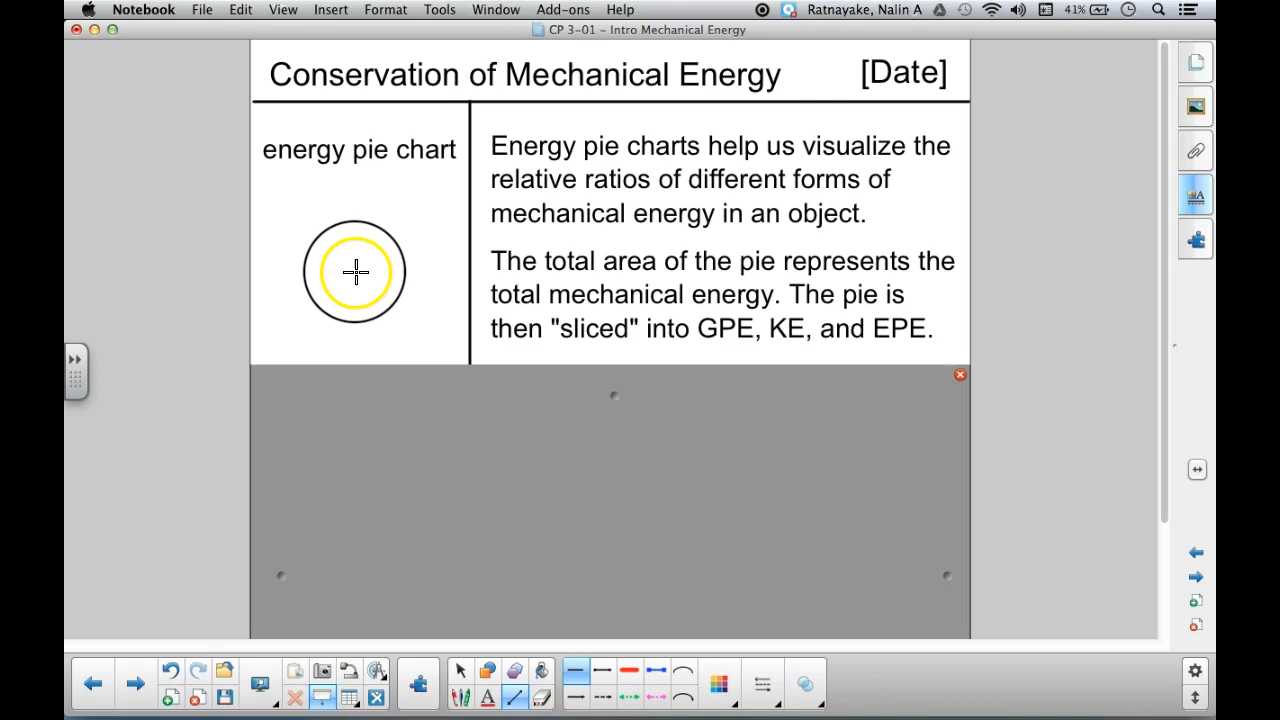 Notebook File Edit View Insert Format Tools Window Add-ons Help Ratnayake, Nalin A 41%
CP 3-01 - Intro Mechanical Energy
Conservation of Mechanical Energy [Date]
energy pie chart
Energy pie charts help us visualize the
relative ratios of different forms of
mechanical energy in an object.
The total area of the pie represents the
total mechanical energy. The pie is
then "sliced" into GPE, KE, and EPE.